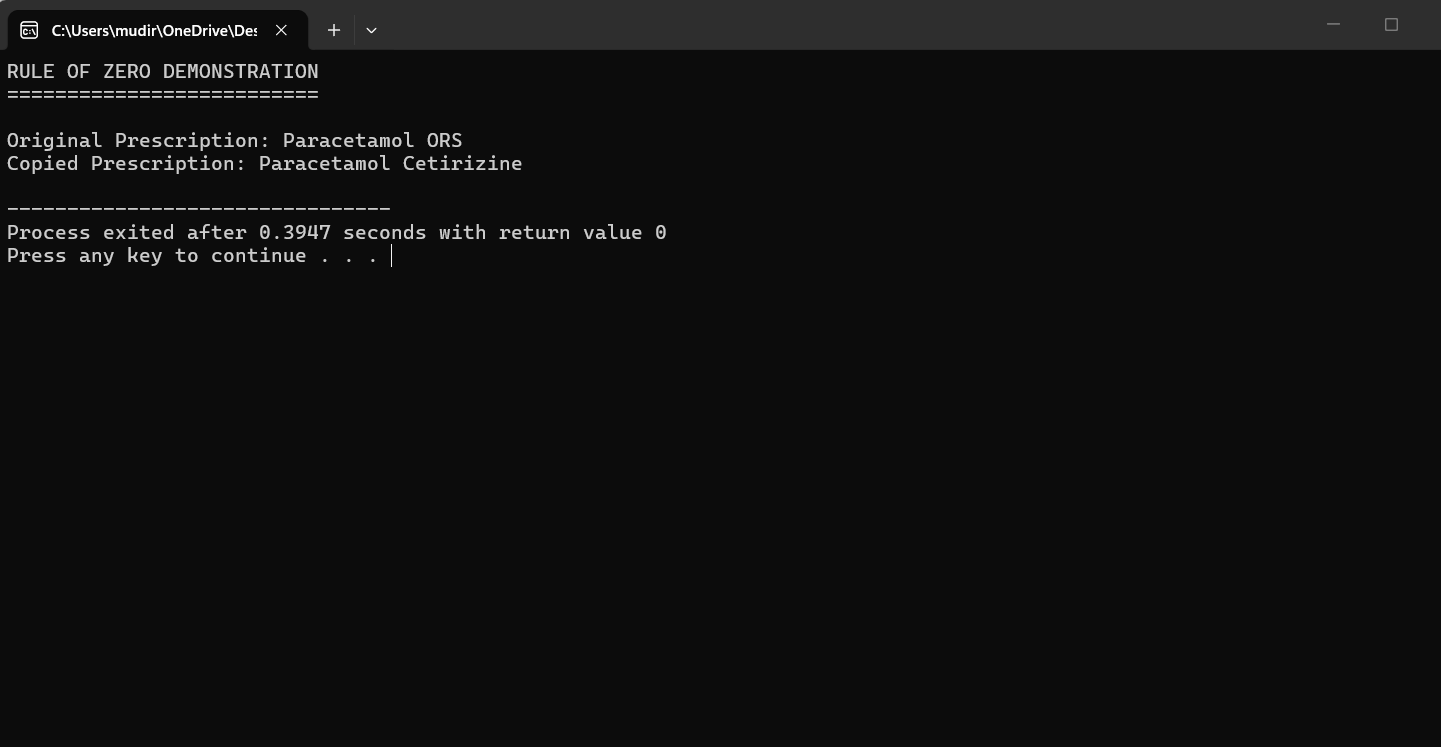 C:\Users\mudir\OneDrive\Des
RULE OF ZERO DEMONSTRATION
==========================
Original Prescription: Paracetamol ORS
Copied Prescription: Paracetamol Cetirizine
--------------------------------
Process exited after 0.3947 seconds with return value 0
Press any key to continue . . .